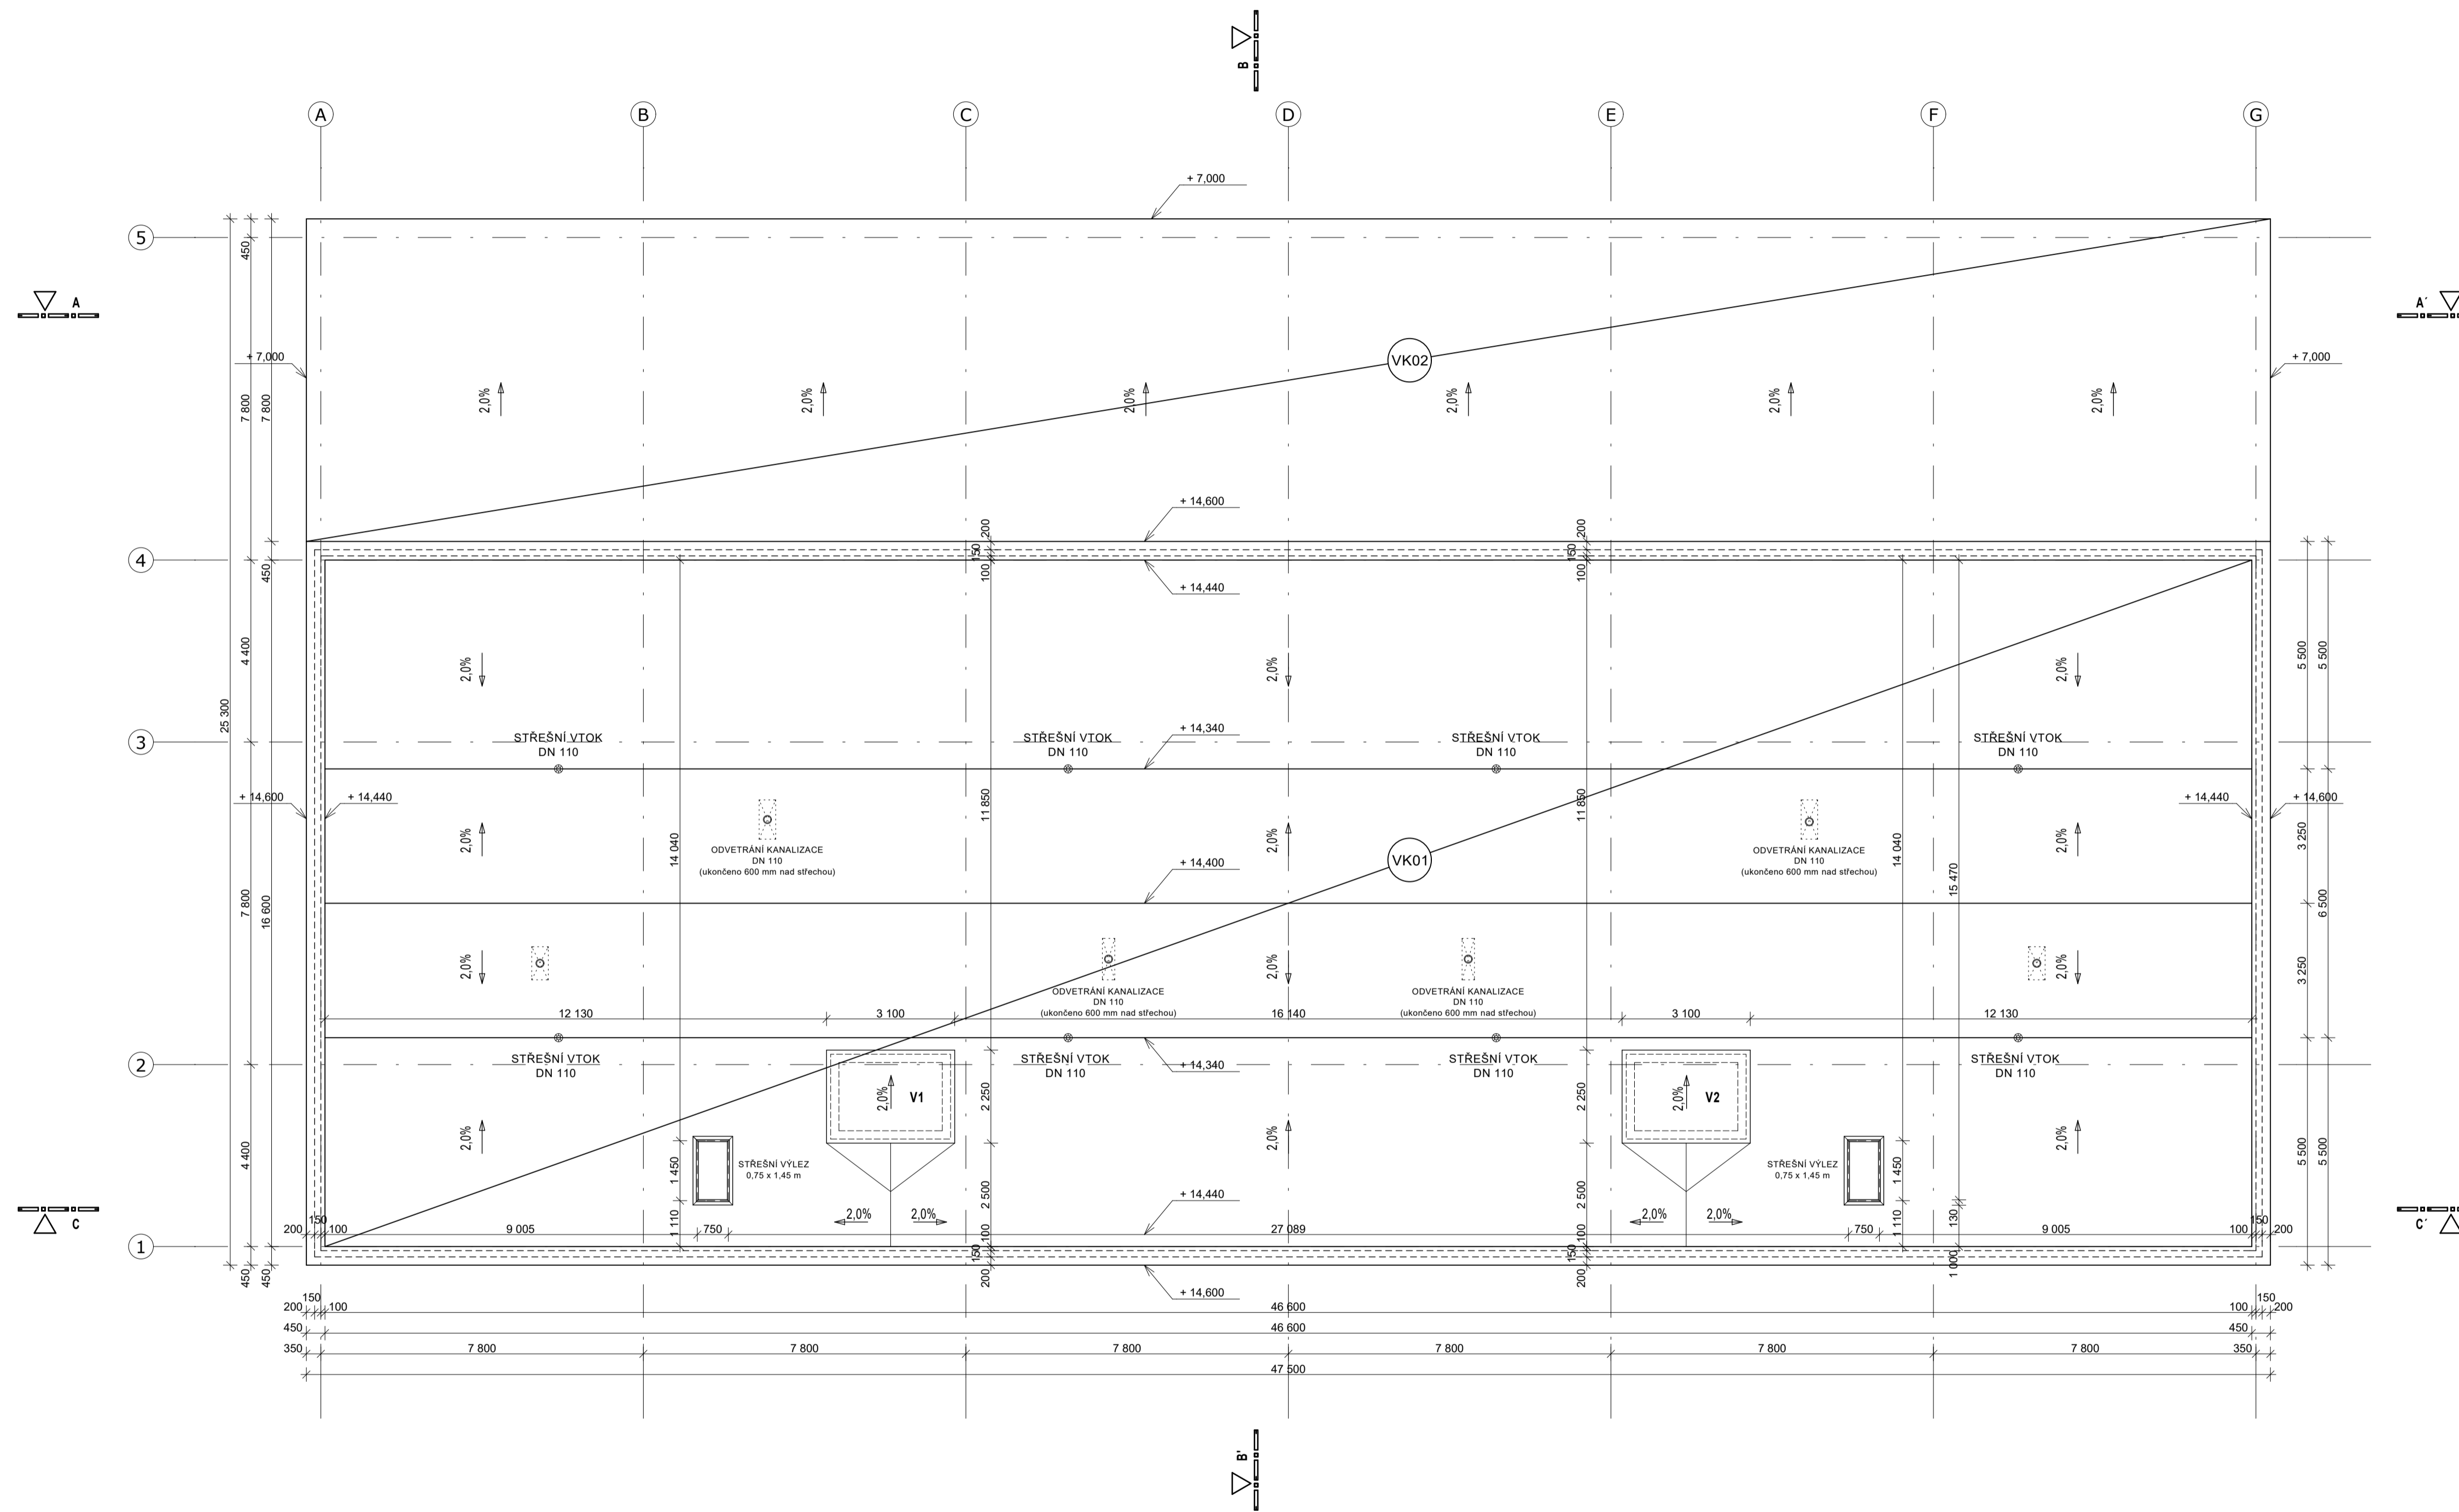 B
A
B
C
D
E
F
G
+ 7,000
5
450
A
A´
+ 7,000
+ 7,000
VK02
2,0%
2,0%
2,0%
2,0%
2,0%
2,0%
7 800
7 800
+ 14,600
200
150
100
200
150
100
4
450
+ 14,440
4 400
2,0%
2,0%
2,0%
5 500
5 500
25 300
3
STŘEŠNÍ VTOK
DN 110
STŘEŠNÍ VTOK
DN 110
+ 14,340
STŘEŠNÍ VTOK
DN 110
STŘEŠNÍ VTOK
DN 110
+ 14,600
+ 14,440
11 850
11 850
+ 14,440
+ 14,600
2,0%
14 040
ODVETRÁNÍ KANALIZACE
DN 110
(ukončeno 600 mm nad střechou)
2,0%
VK01
ODVETRÁNÍ KANALIZACE
DN 110
(ukončeno 600 mm nad střechou)
14 040
15 470
2,0%
3 250
+ 14,400
7 800
16 600
6 500
2,0%
2,0%
2,0%
3 250
ODVETRÁNÍ KANALIZACE
DN 110
(ukončeno 600 mm nad střechou)
ODVETRÁNÍ KANALIZACE
DN 110
(ukončeno 600 mm nad střechou)
12 130
3 100
16 140
3 100
12 130
2
STŘEŠNÍ VTOK
DN 110
STŘEŠNÍ VTOK
DN 110
+ 14,340
STŘEŠNÍ VTOK
DN 110
STŘEŠNÍ VTOK
DN 110
2,0%
V1
2 250
2 250
2,0%
V2
4 400
2,0%
2,0%
2,0%
5 500
5 500
1 450
STŘEŠNÍ VÝLEZ
0,75 x 1,45 m
STŘEŠNÍ VÝLEZ
0,75 x 1,45 m
1 450
2 500
2 500
+ 14,440
C
C´
2,0%
2,0%
2,0%
2,0%
1 110
1 110
130
200
150
100
9 005
750
100
27 089
100
750
9 005
100
150
200
1
150
150
1 000
450
450
200
200
+ 14,600
200
150
100
46 600
100
150
200
450
46 600
450
350
7 800
7 800
7 800
7 800
7 800
7 800
350
47 500
B'